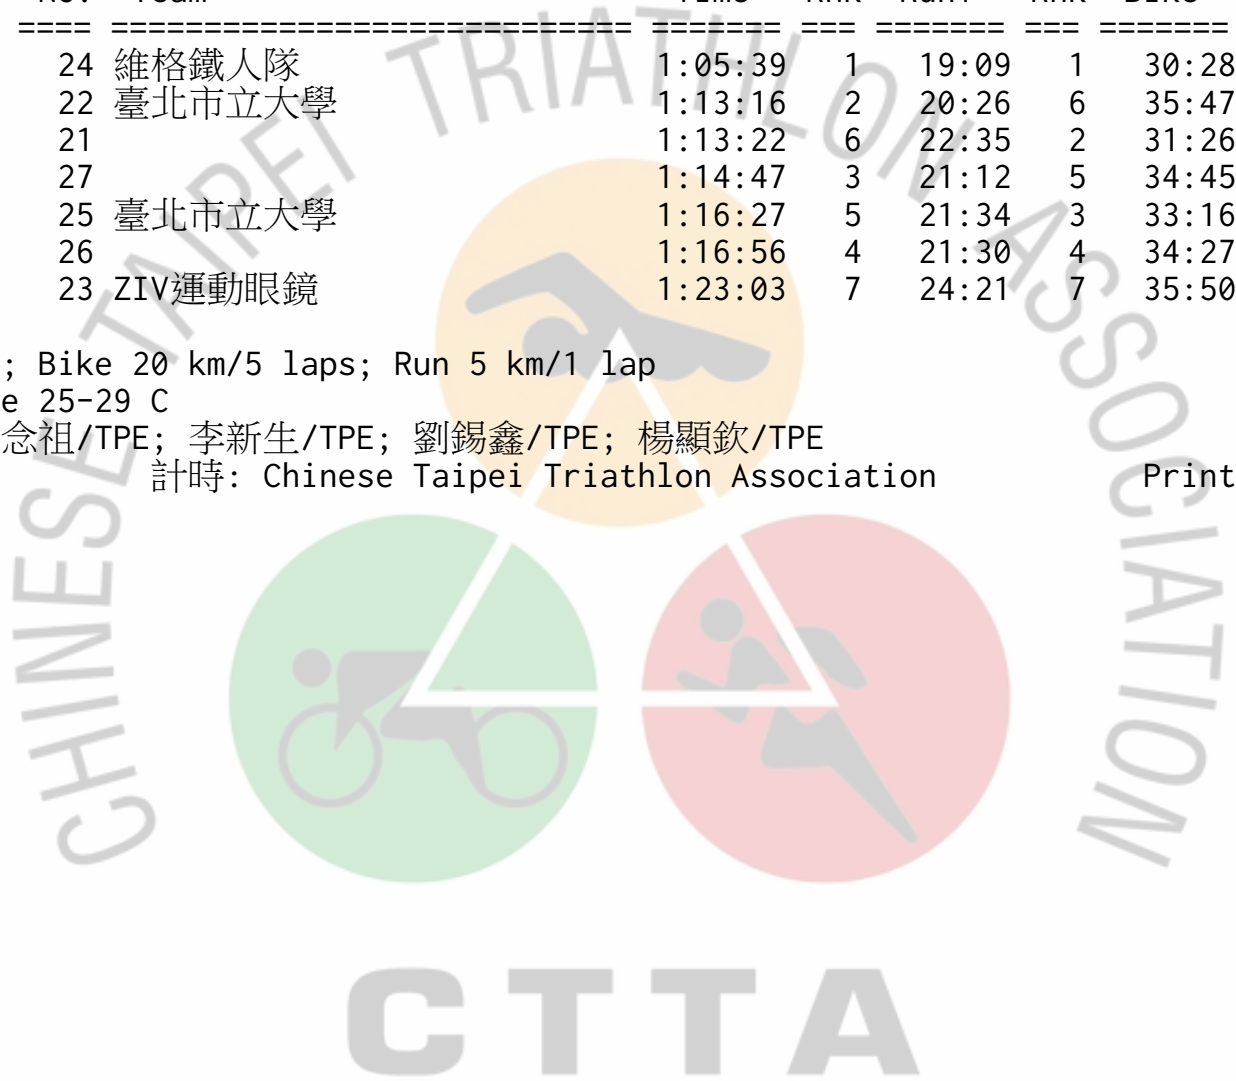 No. Team Time Rnk Run1 Rnk Bike
==== ============================ ======= === ======= === =======
24 維格鐵人隊 1:05:39 1 19:09 1 30:28
22 臺北市立大學 1:13:16 2 20:26 6 35:47
21 1:13:22 6 22:35 2 31:26
27 1:14:47 3 21:12 5 34:45
25 臺北市立大學 1:16:27 5 21:34 3 33:16
26 1:16:56 4 21:30 4 34:27
23 ZIV運動眼鏡 1:23:03 7 24:21 7 35:50
; Bike 20 km/5 laps; Run 5 km/1 lap
e 25-29 C
念祖/TPE; 李新生/TPE; 劉錫鑫/TPE; 楊顯欽/TPE
計時: Chinese Taipei Triathlon Association Print
CHINESE TAIPEI TRIATHLON ASSOCIATION
CTTA